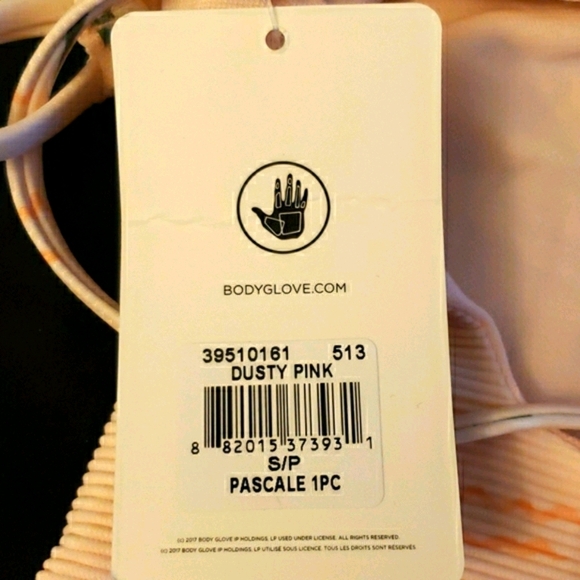 BODYGLOVE.COM
39510161 513
DUSTY PINK
8 82015 37393 1
S/P
PASCALE 1PC
(c) 2017 BODY GLOVE IP HOLDINGS, LP USED UNDER LICENSE. ALL RIGHTS RESERVED.
(c) 2017 BODY GLOVE IP HOLDINGS, LP UTILISÉ SOUS LICENCE. TOUS LES DROITS SONT RÉSERVÉS.